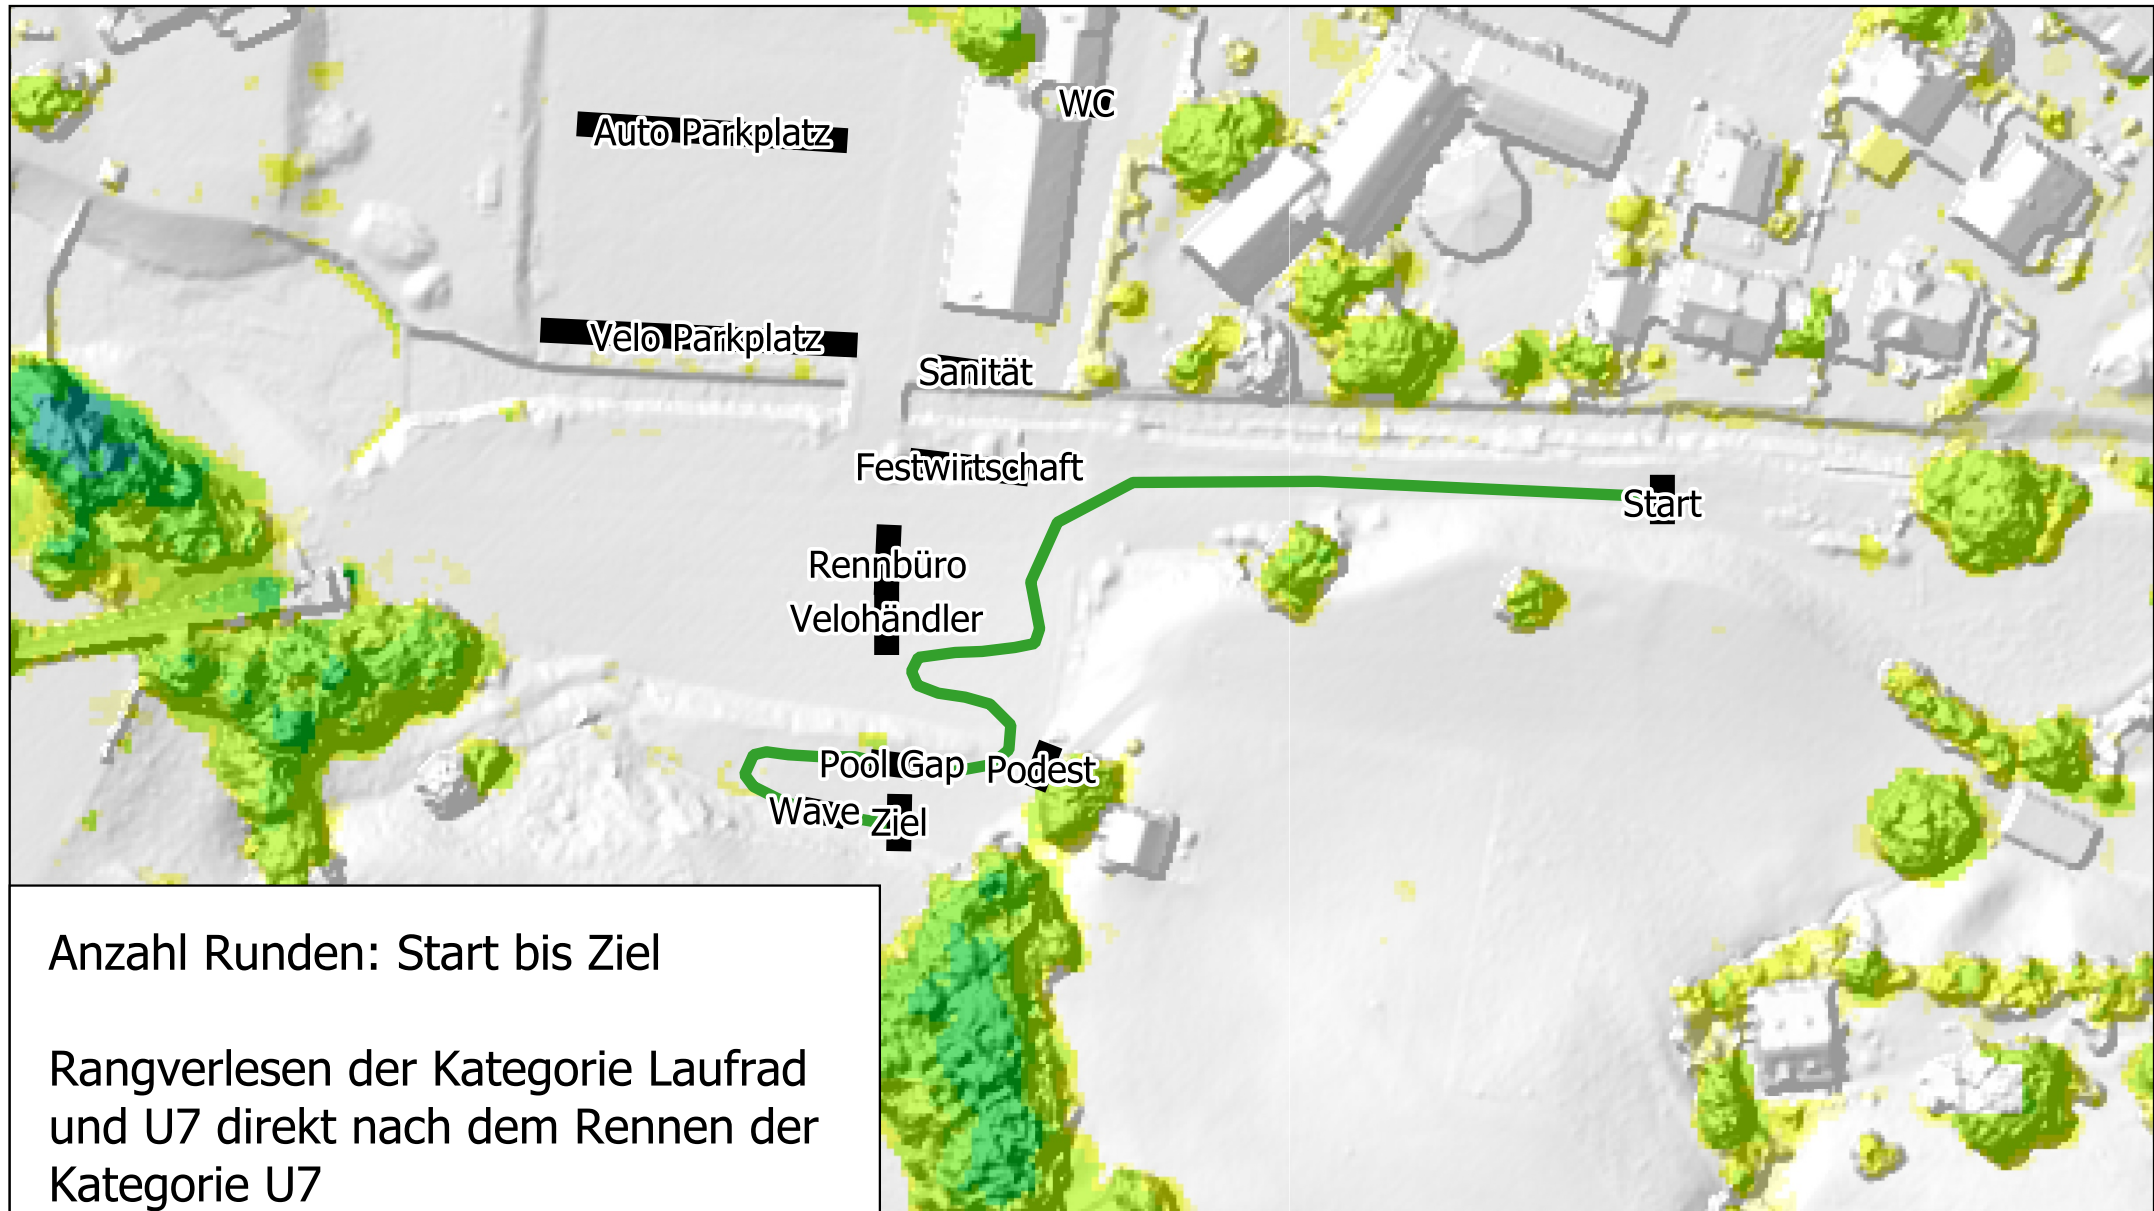 WC
Auto Parkplatz
Velo Parkplatz
Sanität
Festwirtschaft
Start
Rennbüro
Velohändler
Pool Gap
Podest
Wave
Ziel
Anzahl Runden: Start bis Ziel
Rangverlesen der Kategorie Laufrad
und U7 direkt nach dem Rennen der
Kategorie U7